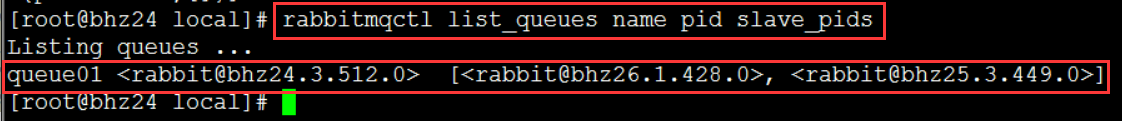 [root@bhz24 local]# rabbitmqctl list_queues name pid slave_pids
Listing queues ...
queue01 <rabbit@bhz24.3.512.0>  [<rabbit@bhz26.1.428.0>, <rabbit@bhz25.3.449.0>]
[root@bhz24 local]#